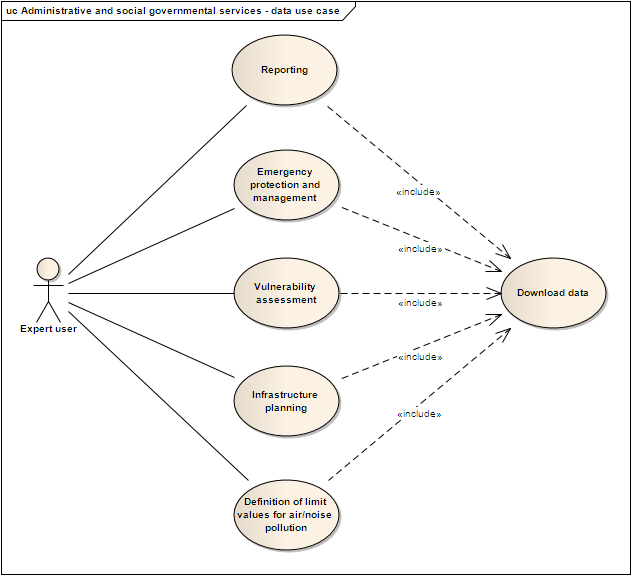 uc Administrative and social governmental services - data use case
Reporting
Emergency
protection and
management
Vulnerability
assessment
Infrastructure
planning
Definition of limit
values for air/noise
pollution
Expert user
Download data
«include»
«include»
«include»
«include»
«include»